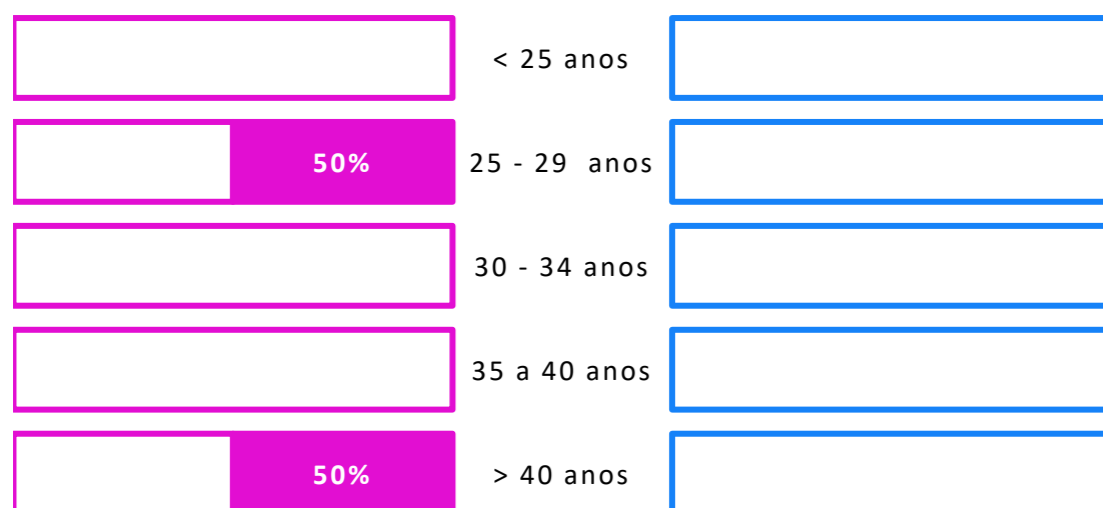 < 25 anos
50% 25 - 29 anos
30 - 34 anos
35 a 40 anos
50% > 40 anos